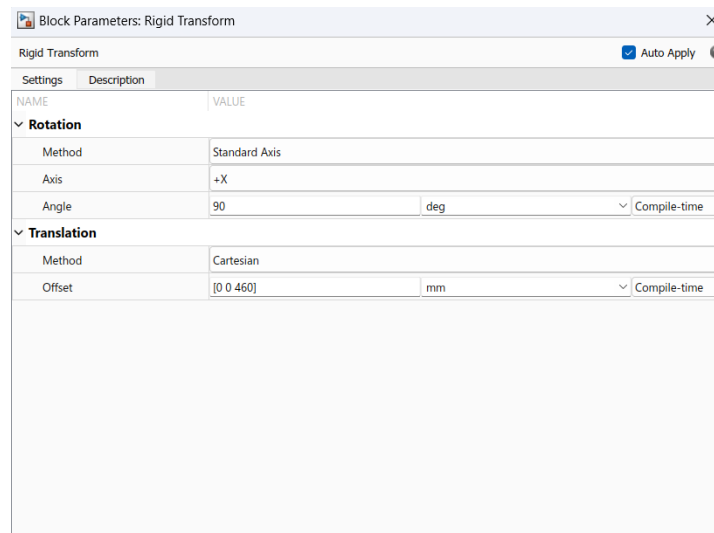 Block Parameters: Rigid Transform
Rigid Transform Auto Apply
Settings Description
NAME VALUE
Rotation
Method Standard Axis
Axis +X
Angle 90 deg Compile-time
Translation
Method Cartesian
Offset [0 0 460] mm Compile-time